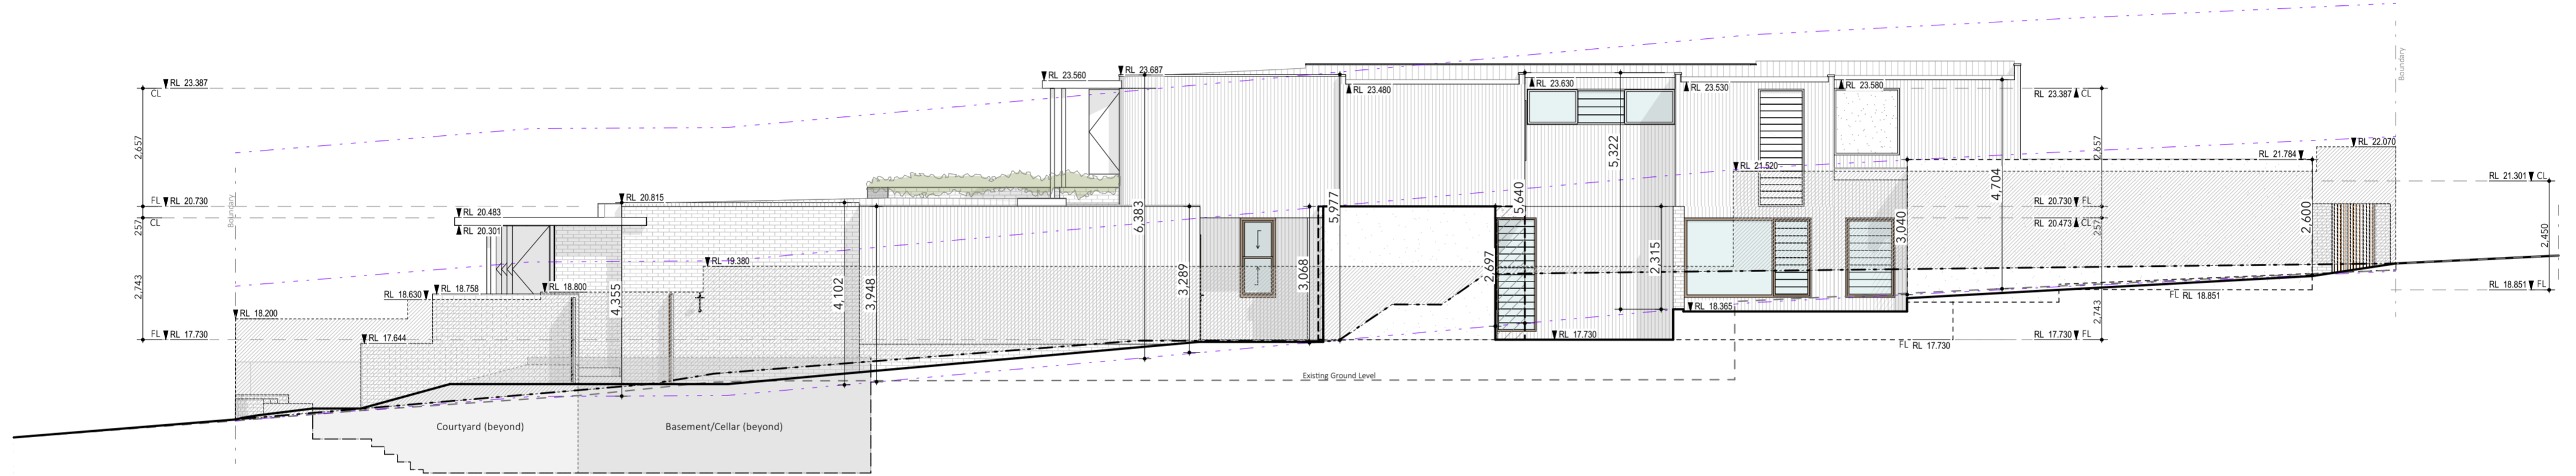 RL 23.387
CL
2,657
FL RL 20.730
257
CL
2,743
FL RL 17.730
Boundary
RL 18.200
RL 17.644
RL 18.630
RL 18.758
RL 20.483
RL 20.301
RL 18.800
RL 20.815
4,355
RL 19.380
4,102
3,948
Courtyard (beyond)
Basement/Cellar (beyond)
RL 23.560
RL 23.687
6,383
3,289
3,068
5,977
RL 23.480
Existing Ground Level
2,697
5,640
RL 23.630
5,322
2,315
RL 17.730
RL 23.530
RL 21.520
RL 18.365
RL 23.580
3,040
4,704
FL RL 17.730
RL 23.387 CL
2,657
RL 20.730 FL
RL 20.473 CL
257
2,743
RL 17.730 FL
FL RL 18.851
RL 21.784
2,600
RL 22.070
Boundary
RL 21.301 CL
2,450
RL 18.851 FL